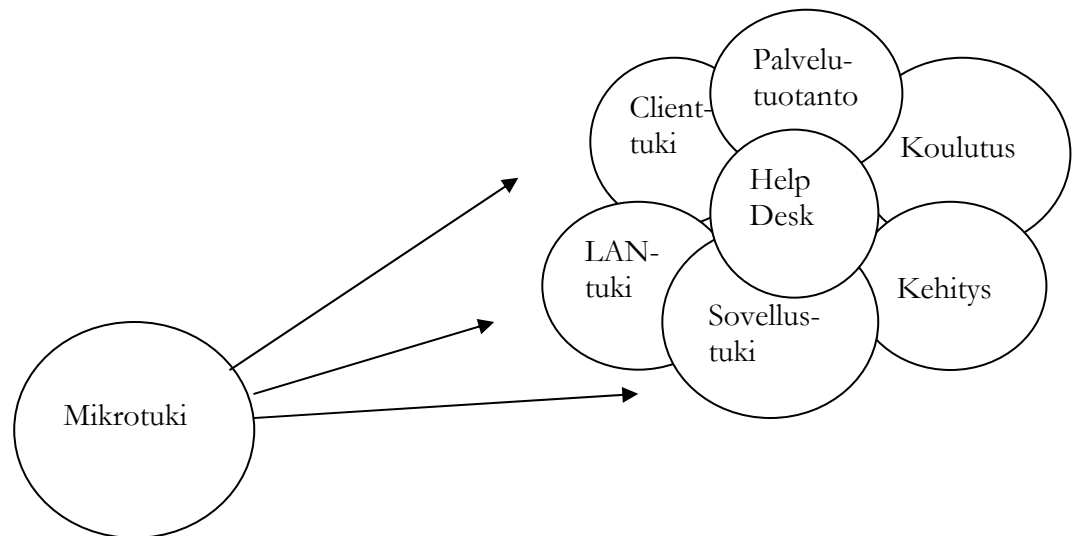 Palvelu-
tuotanto
Client-
tuki
Koulutus
Help
Desk
LAN-
tuki
Kehitys
Sovellus-
tuki
Mikrotuki